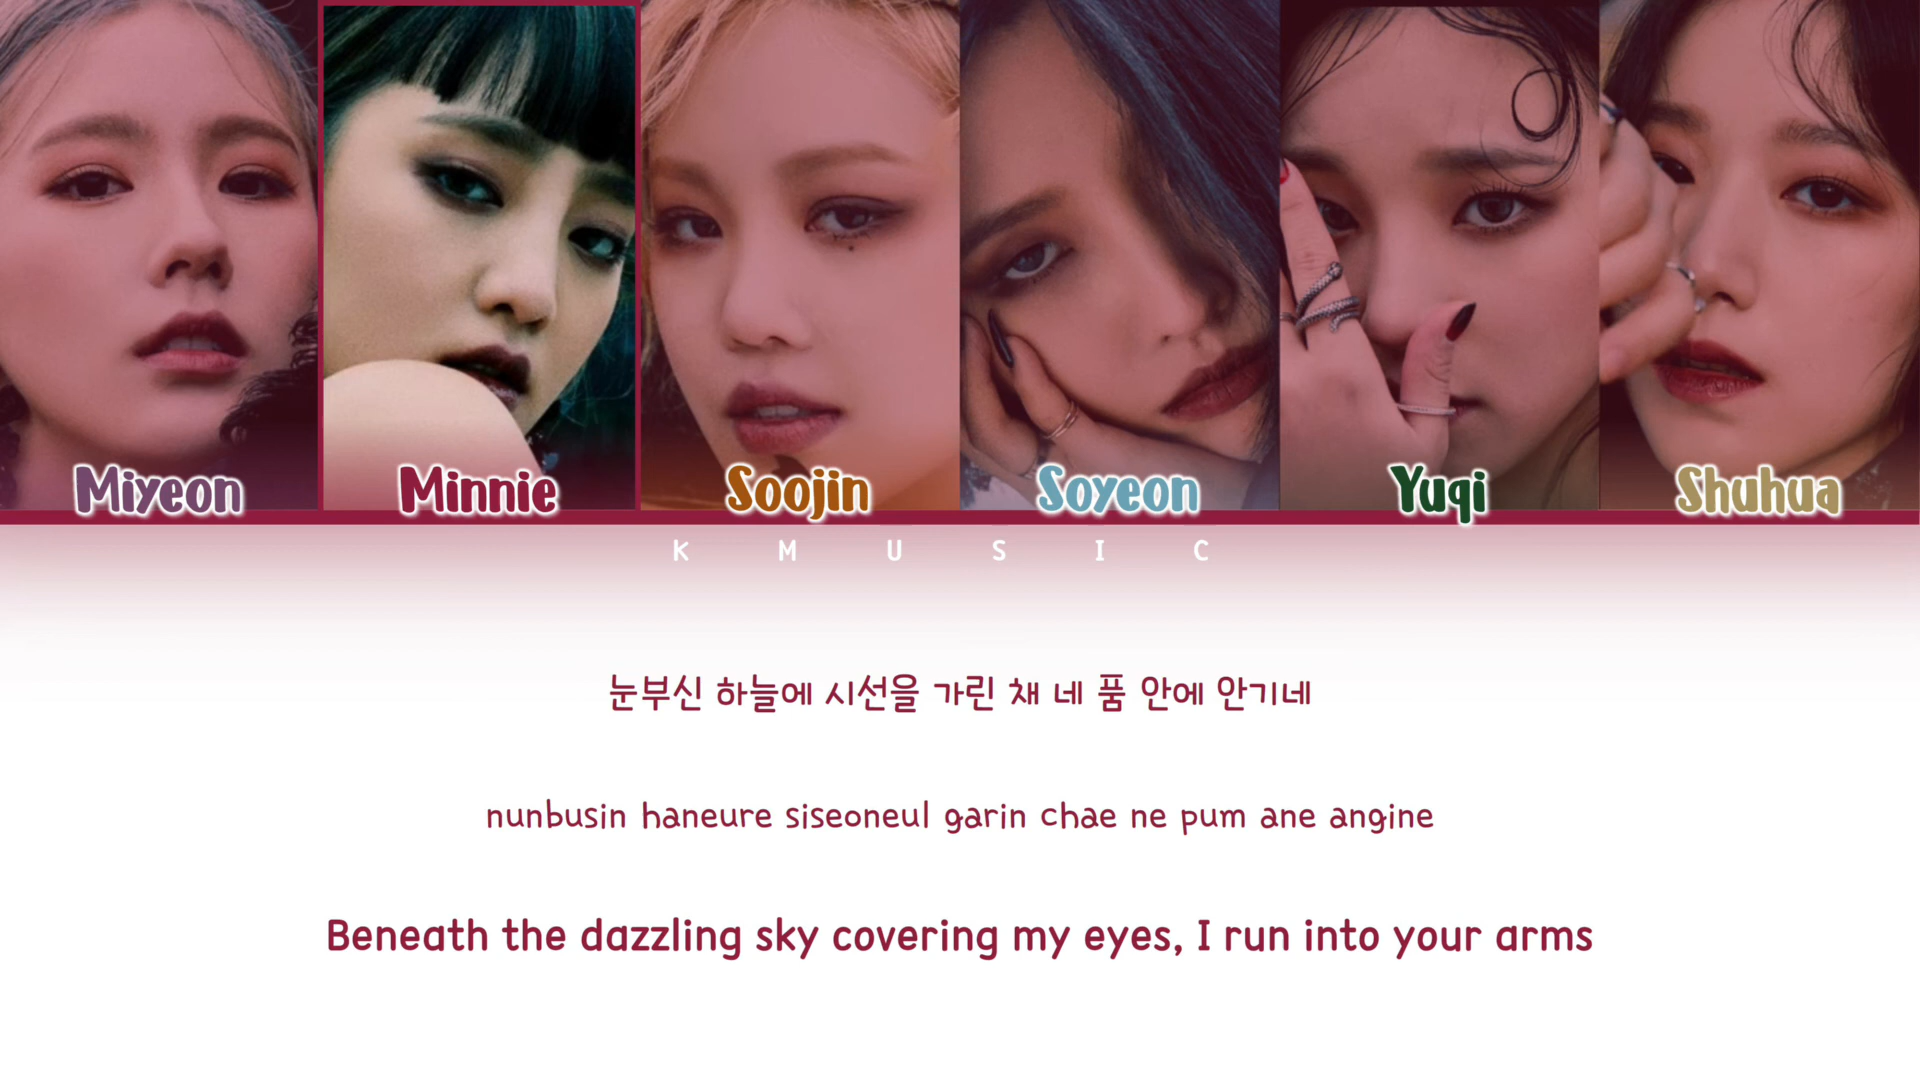 Miyeon Minnie Soojin Soyeon Yuqi Shuhua
K M U S I C
눈부신 하늘에 시선을 가린 채 네 품 안에 안기네
nunbusin haneure siseoneul garin chae ne pum ane angine
Beneath the dazzling sky covering my eyes, I run into your arms